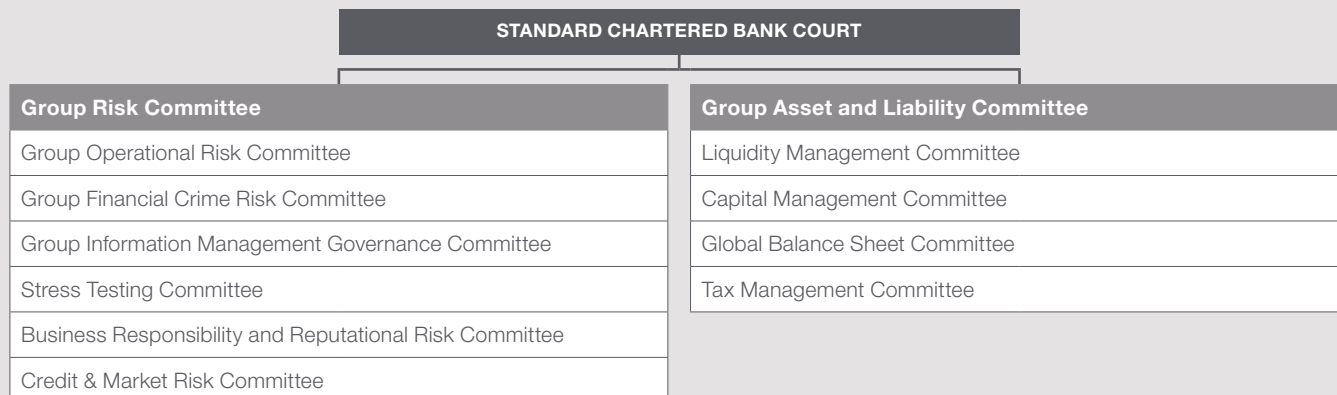 STANDARD CHARTERED BANK COURT
Group Risk Committee
Group Operational Risk Committee
Group Financial Crime Risk Committee
Group Information Management Governance Committee
Stress Testing Committee
Business Responsibility and Reputational Risk Committee
Credit & Market Risk Committee
Group Asset and Liability Committee
Liquidity Management Committee
Capital Management Committee
Global Balance Sheet Committee
Tax Management Committee